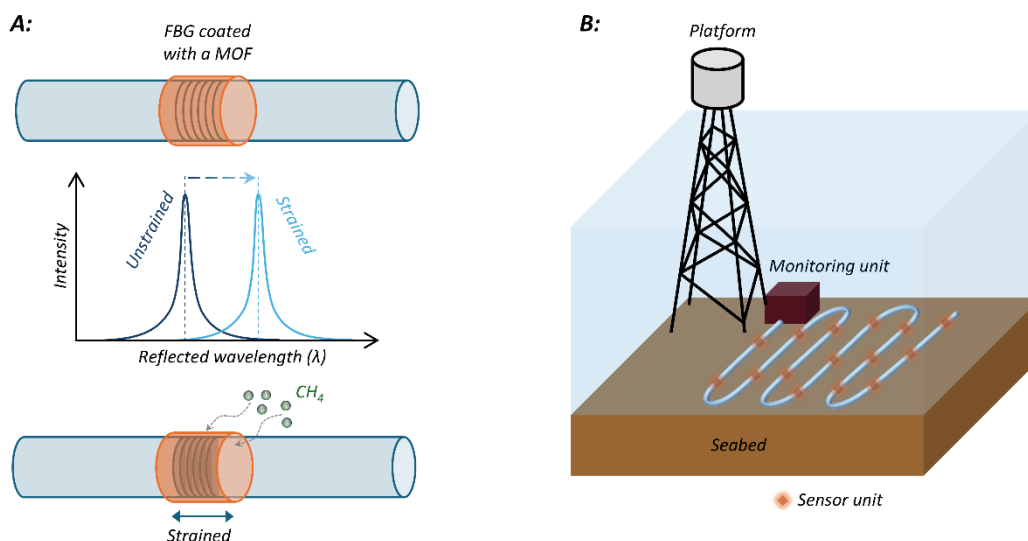 A:
FBG coated
with a MOF
Intensity
Unstrained
Strained
Reflected wavelength (λ)
CH₄
Strained
B:
Platform
Monitoring unit
Seabed
Sensor unit